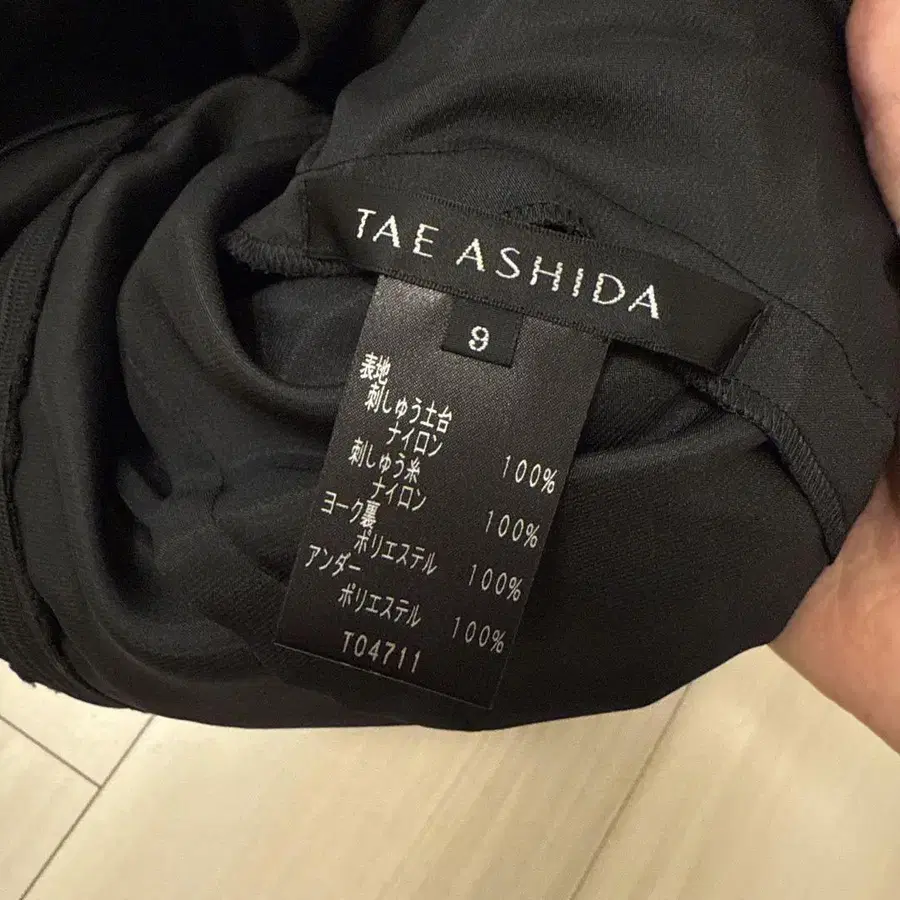 TAE ASHIDA
9
表地
刺しゅう土台
ナイロン 100%
刺しゅう糸
ナイロン 100%
ヨーク裏
ポリエステル 100%
アンダー
ポリエステル 100%
T04711